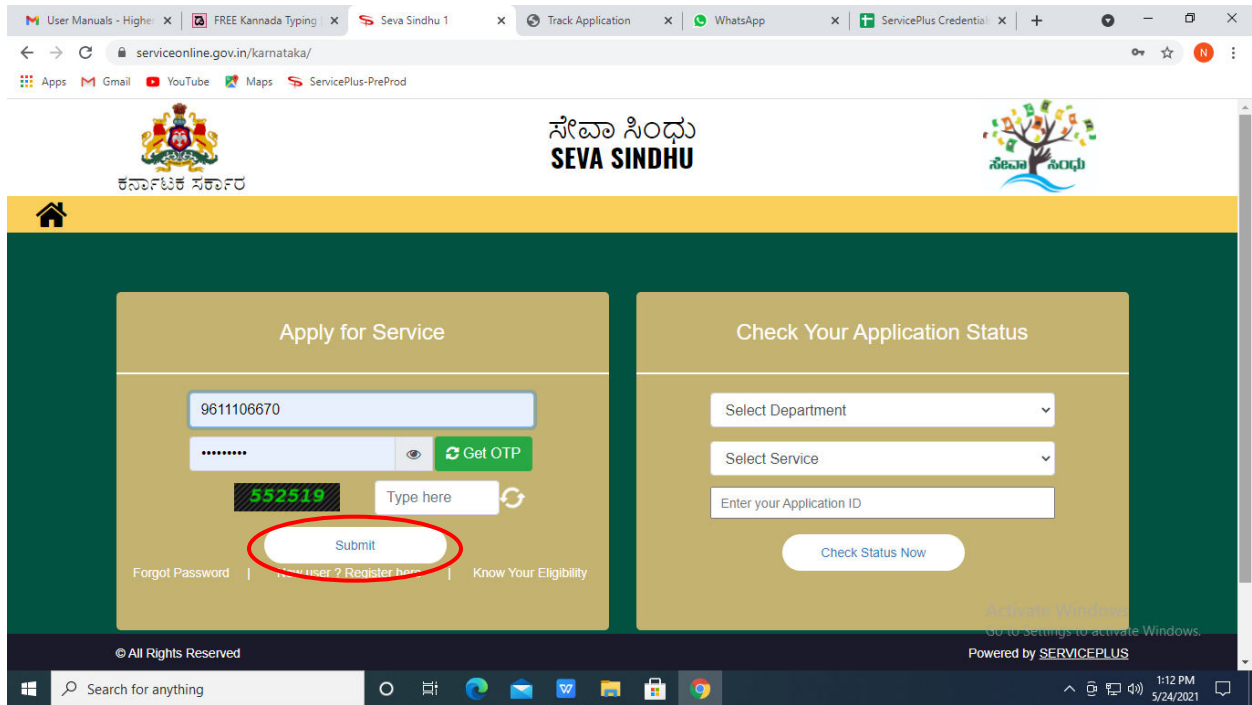 User Manuals - Higher
FREE Kannada Typing
Seva Sindhu 1
Track Application
WhatsApp
ServicePlus Credential
serviceonline.gov.in/karnataka/
N
Apps
Gmail
YouTube
Maps
ServicePlus-PreProd
ಕರ್ನಾಟಕ ಸರ್ಕಾರ
ಸೇವಾ ಸಿಂಧು
SEVA SINDHU
ಸೇವಾ ಸಿಂಧು
Apply for Service
9611106670
•••••••••
Get OTP
552519
Type here
Submit
Forgot Password | New user ? Register here | Know Your Eligibility
Check Your Application Status
Select Department
Select Service
Enter your Application ID
Check Status Now
Activate Windows
Go to Settings to activate Windows.
© All Rights Reserved
Powered by SERVICEPLUS
Search for anything
1:12 PM
5/24/2021